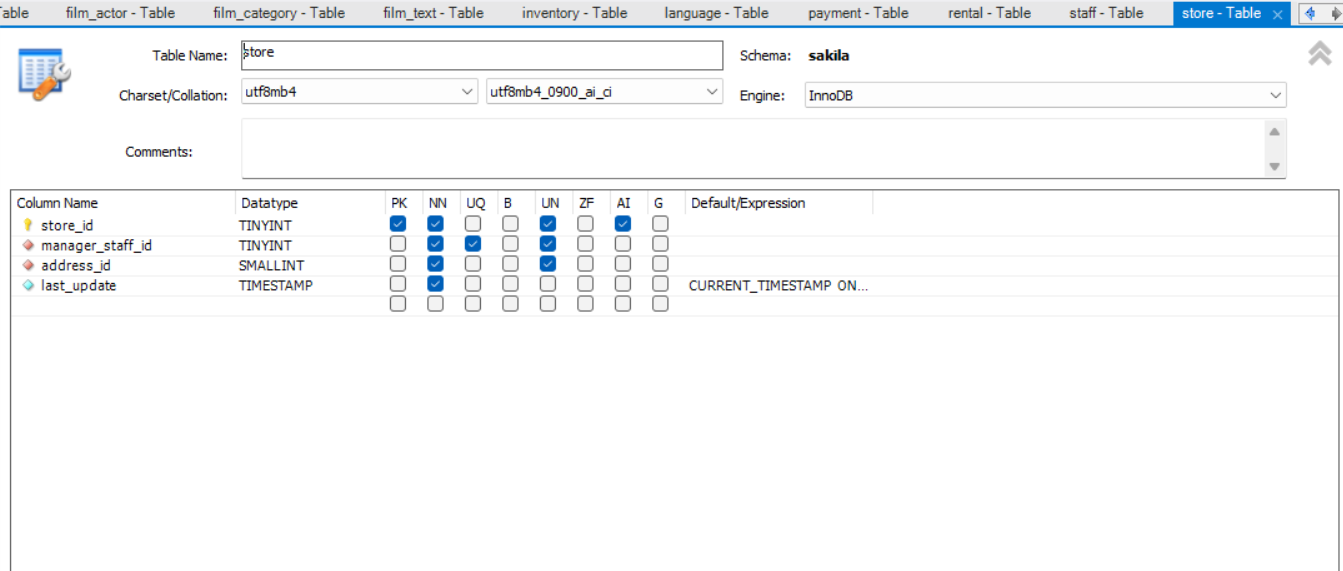 able film_actor - Table film_category - Table film_text - Table inventory - Table language - Table payment - Table rental - Table staff - Table store - Table
Table Name: store Schema: sakila
Charset/Collation: utf8mb4 utf8mb4_0900_ai_ci Engine: InnoDB
Comments:
Column Name Datatype PK NN UQ B UN ZF AI G Default/Expression
store_id TINYINT
manager_staff_id TINYINT
address_id SMALLINT
last_update TIMESTAMP CURRENT_TIMESTAMP ON...